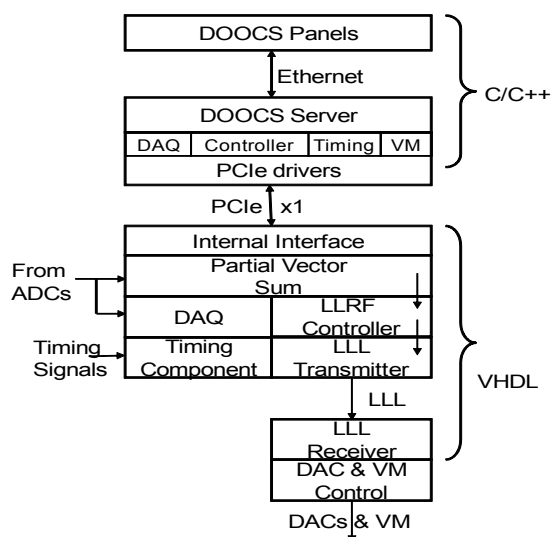 DOOCS Panels
Ethernet
C/C++
DOOCS Server
DAQ Controller Timing VM
PCIe drivers
PCIe x1
Internal Interface
From
ADCs
Partial Vector
Sum
DAQ
LLRF
Controller
Timing
Signals
Timing
Component
LLL
Transmitter
VHDL
LLL
LLL
Receiver
DAC & VM
Control
DACs & VM